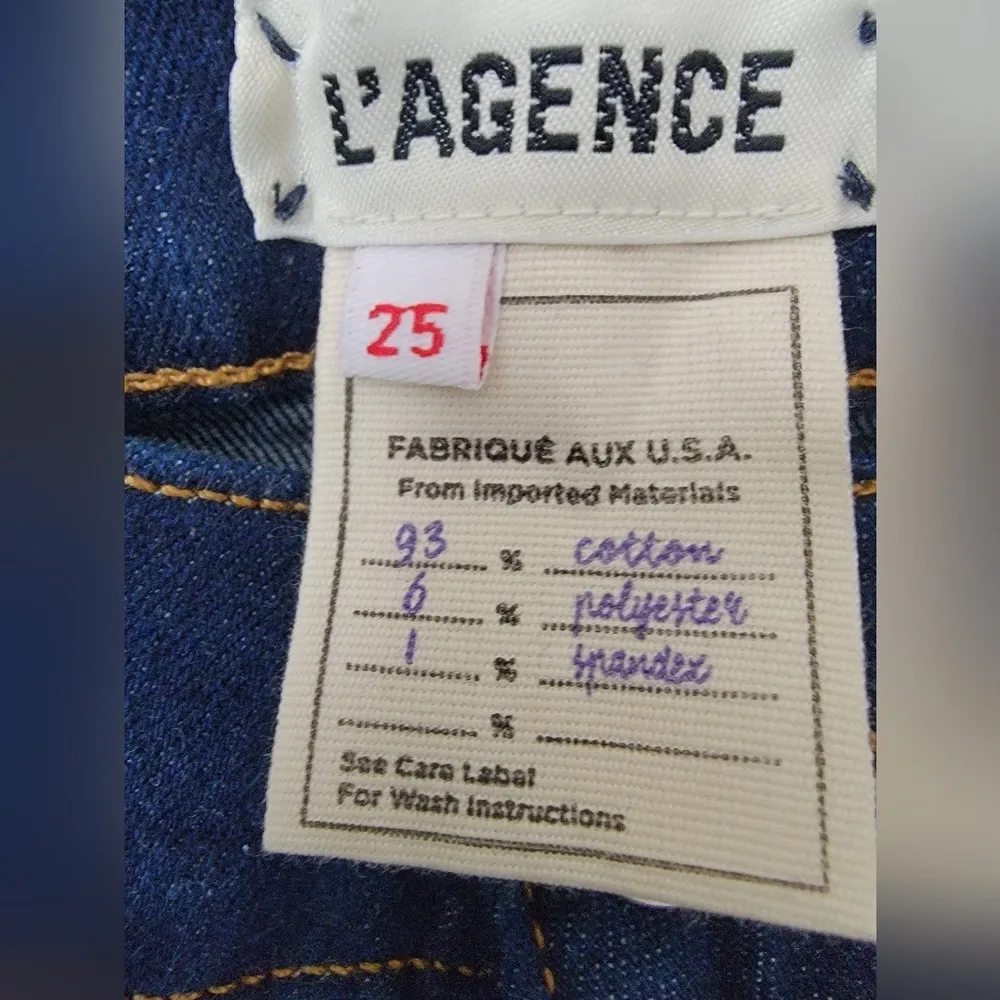 L'AGENCE
25
FABRIQUÉ AUX U.S.A.
From Imported Materials
93 % cotton
6 % polyester
1 % spandex
%
See Care Label
For Wash Instructions